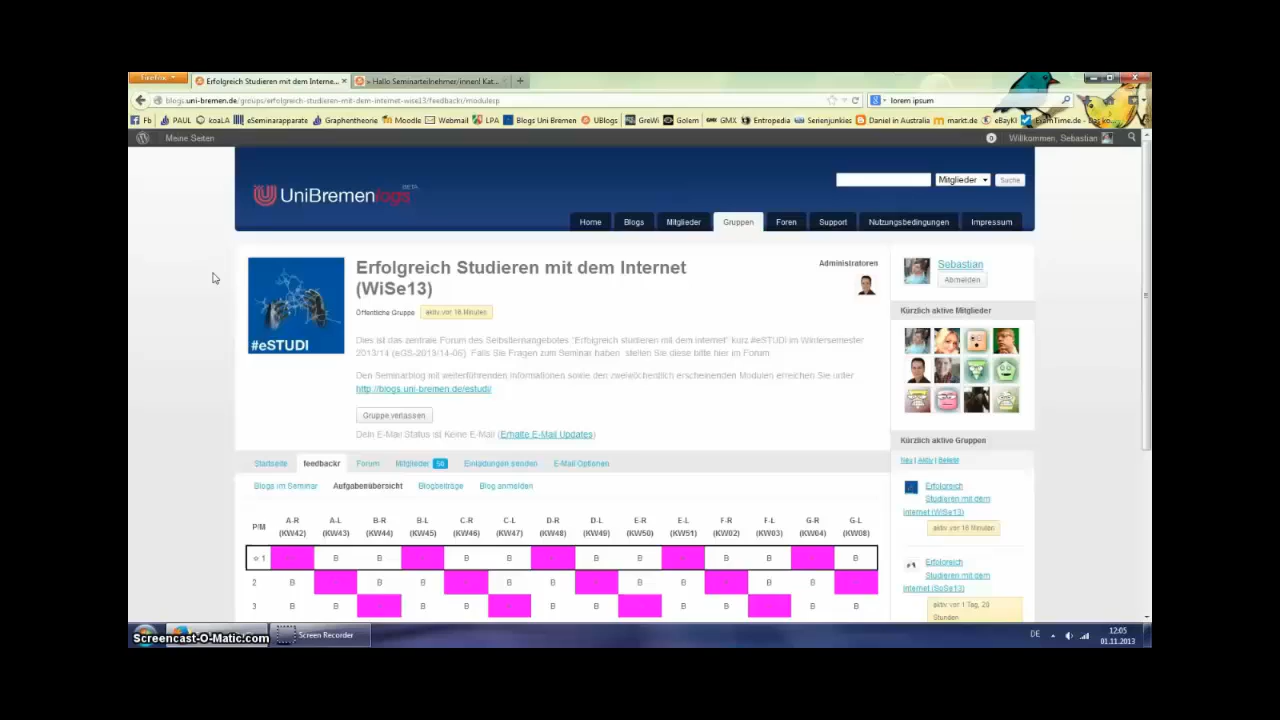 Firefox
Erfolgreich Studieren mit dem Interne...
» Hallo Seminarteilnehmer/innen! Kat...
blogs.uni-bremen.de/groups/erfolgreich-studieren-mit-dem-internet-wise13/feedbackr/modulesp
lorem ipsum
Fb PAUL koaLA eSeminarapparate Graphentheorie Moodle Webmail LPA Blogs Uni Bremen UBlogs GreWi Golem GMX Entropedia Serienjunkies Daniel in Australia markt.de eBayKl ExamTime.de - Das ko...
Meine Seiten
0 Willkommen, Sebastian
UniBremenlogs BETA
Mitglieder Suche
Home Blogs Mitglieder Gruppen Foren Support Nutzungsbedingungen Impressum
#eSTUDI
Erfolgreich Studieren mit dem Internet
(WiSe13)
Öffentliche Gruppe aktiv vor 16 Minuten
Administratoren
Dies ist das zentrale Forum des Selbstlernangebotes "Erfolgreich studieren mit dem internet" kurz #eSTUDI im Wintersemester
2013/14 (eGS-2013/14-06). Falls Sie Fragen zum Seminar haben stellen Sie diese bitte hier im Forum.
Den Seminarblog mit weiterführenden Informationen sowie den zweiwöchentlich erscheinenden Modulen erreichen Sie unter
http://blogs.uni-bremen.de/estudi/
Gruppe verlassen
Dein E-Mail Status ist Keine E-Mail (Erhalte E-Mail Updates)
Startseite feedbackr Forum Mitglieder 56 Einladungen senden E-Mail Optionen
Blogs im Seminar Aufgabenübersicht Blogbeiträge Blog anmelden
P/M A-R A-L B-R B-L C-R C-L D-R D-L E-R E-L F-R F-L G-R G-L
(KW42) (KW43) (KW44) (KW45) (KW46) (KW47) (KW48) (KW49) (KW50) (KW51) (KW02) (KW03) (KW04) (KW08)
1 B B B B B B B B B
2 B B B B B B B B B
3 B B B B B B B B B B
Sebastian
Abmelden
Kürzlich aktive Mitglieder
Kürzlich aktive Gruppen
Neu | Aktiv | Beliebt
Erfolgreich
Studieren mit dem
Internet (WiSe13)
aktiv vor 16 Minuten
Erfolgreich
Studieren mit dem
Internet (SoSe13)
aktiv vor 1 Tag, 20
Stunden
Screencast-O-Matic.com
Screen Recorder
DE
12:05
01.11.2013